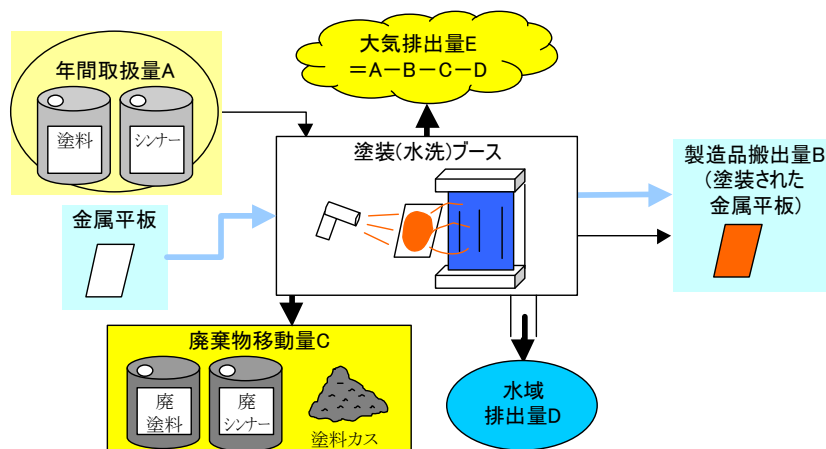 大気排出量E
＝A－B－C－D
年間取扱量A
塗料
シンナー
塗装(水洗)ブース
製造品搬出量B
(塗装された
金属平板)
金属平板
廃棄物移動量C
廃
塗料
廃
シンナー
塗料カス
水域
排出量D